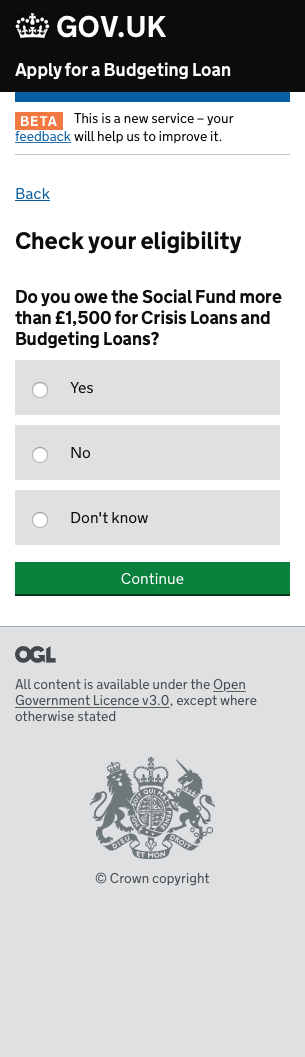 GOV.UK
Apply for a Budgeting Loan
BETA This is a new service – your
feedback will help us to improve it.
Back
Check your eligibility
Do you owe the Social Fund more
than £1,500 for Crisis Loans and
Budgeting Loans?
Yes
No
Don't know
Continue
OGL
All content is available under the Open
Government Licence v3.0, except where
otherwise stated
DIEU ET MON DROIT
© Crown copyright